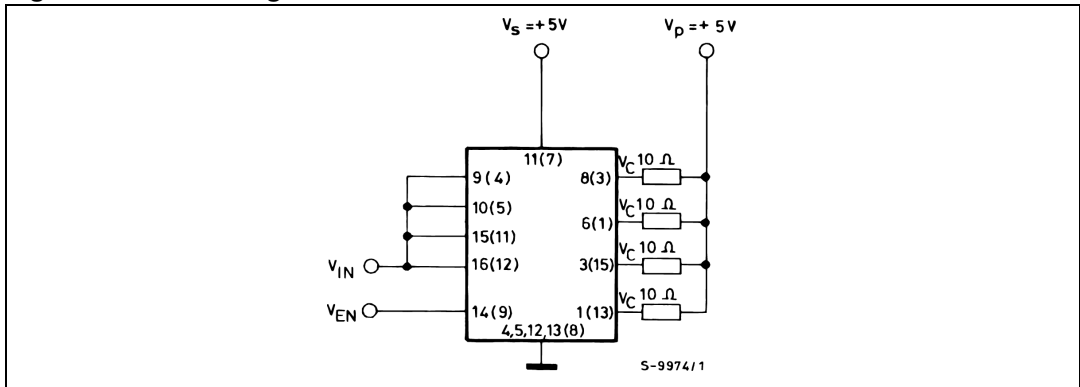 Vs = +5V
Vp = + 5V
11(7)
9(4)
8(3)
VC 10 Ω
10(5)
6(1)
VC 10 Ω
15(11)
3(15)
VC 10 Ω
VIN
16(12)
VEN
14(9)
1(13)
VC 10 Ω
4,5,12,13(8)
S-9974/1